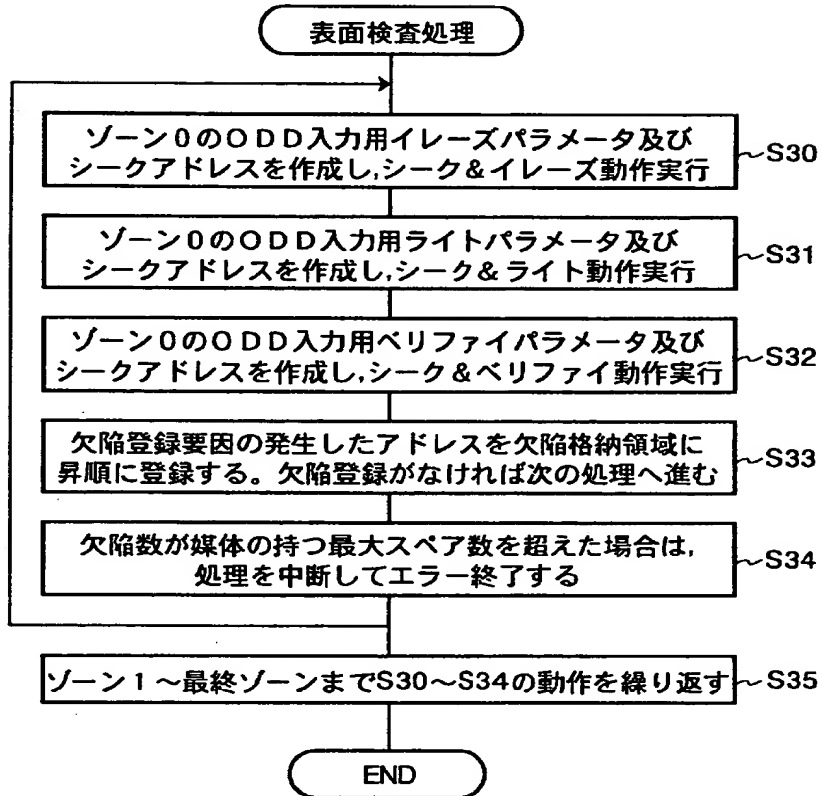 表面検査処理
ゾーン0のODD入力用イレーズパラメータ及び
シークアドレスを作成し,シーク&イレーズ動作実行
S30
ゾーン0のODD入力用ライトパラメータ及び
シークアドレスを作成し,シーク&ライト動作実行
S31
ゾーン0のODD入力用ベリファイパラメータ及び
シークアドレスを作成し,シーク&ベリファイ動作実行
S32
欠陥登録要因の発生したアドレスを欠陥格納領域に
昇順に登録する。欠陥登録がなければ次の処理へ進む
S33
欠陥数が媒体の持つ最大スペア数を超えた場合は,
処理を中断してエラー終了する
S34
ゾーン1～最終ゾーンまでS30～S34の動作を繰り返す
S35
END